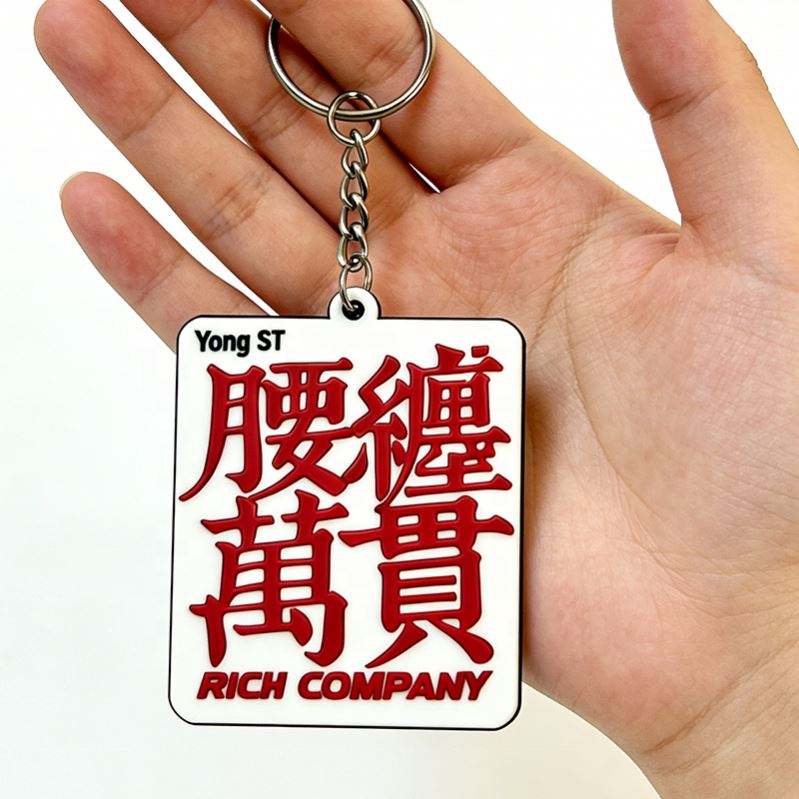 Yong ST
腰纏
萬貫
RICH COMPANY